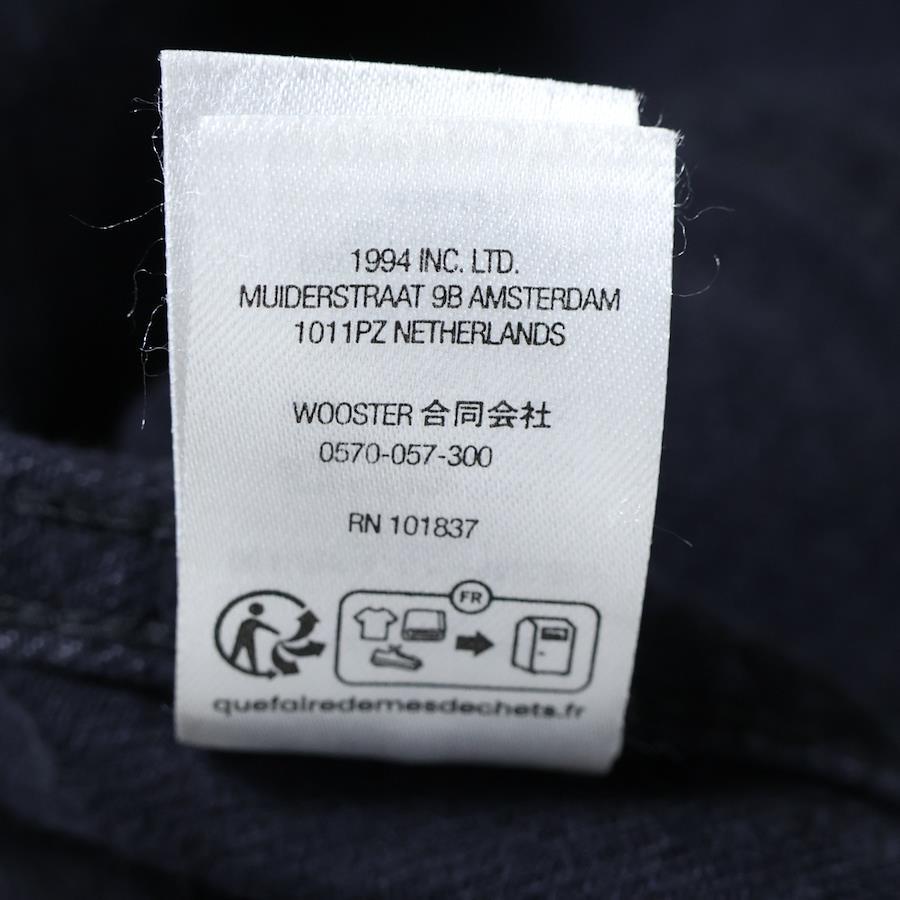 1994 INC. LTD.
MUIDERSTRAAT 9B AMSTERDAM
1011PZ NETHERLANDS
WOOSTER 合同会社
0570-057-300
RN 101837
FR
quefairedemesdechets.fr